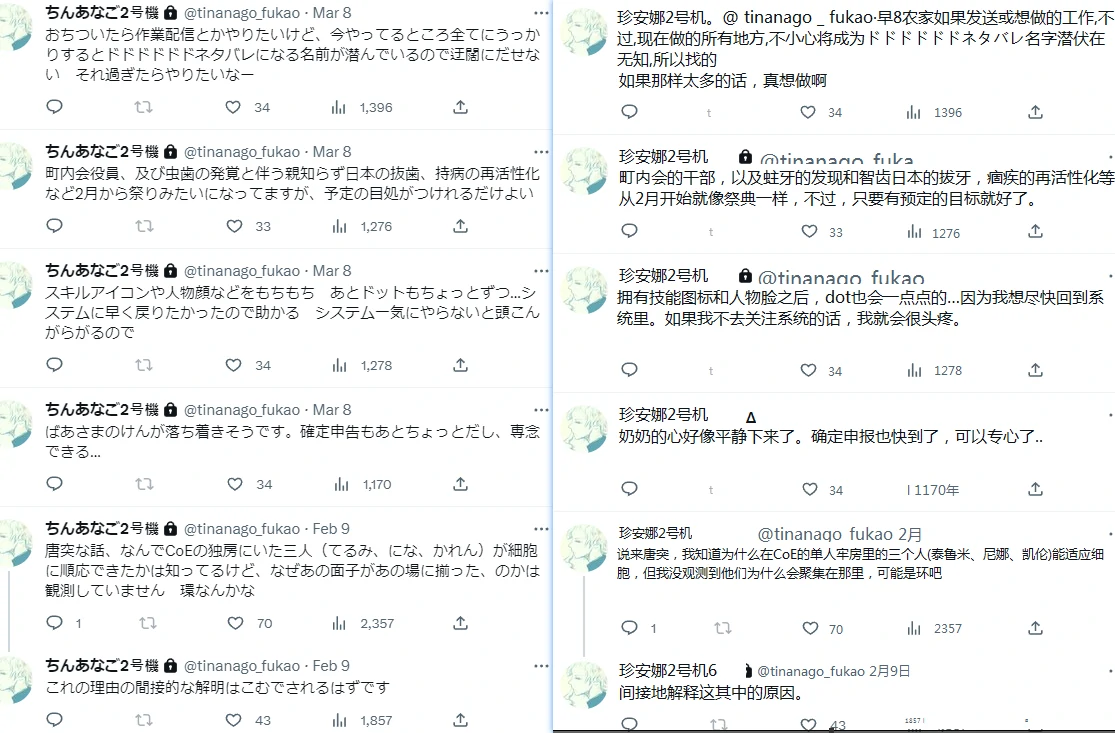 ちんあなご2号機 @tinanago_fukao · Mar 8
おちついたら作業配信とかやりたいけど、今やってるところ全てにうっか
りするとドドドドドドネタバレになる名前が潜んでいるので迂闊にだせな
い　それ過ぎたらやりたいなー
34 1,396
ちんあなご2号機 @tinanago_fukao · Mar 8
町内会役員、及び虫歯の発覚と伴う親知らず日本の抜歯、持病の再活性化
など2月から祭りみたいになってますが、予定の目処がつけれるだけよい
33 1,276
ちんあなご2号機 @tinanago_fukao · Mar 8
スキルアイコンや人物顔などをもちもち　あとドットもちょっとずつ…シ
ステムに早く戻りたかったので助かる　システム一気にやらないと頭こん
がらがるので
34 1,278
ちんあなご2号機 @tinanago_fukao · Mar 8
ばあさまのけんが落ち着きそうです。確定申告もあとちょっとだし、専念
できる…
34 1,170
ちんあなご2号機 @tinanago_fukao · Feb 9
唐突な話、なんでCoEの独房にいた三人（てるみ、にな、かれん）が細胞
に順応できたかは知ってるけど、なぜあの面子があの場に揃った、のかは
観測していません　環なんかな
1 70 2,357
ちんあなご2号機 @tinanago_fukao · Feb 9
これの理由の間接的な解明はこむでされるはずです
43 1,857
珍安娜2号机。@ tinanago _ fukao·早8农家如果发送或想做的工作,不
过,现在做的所有地方,不小心将成为ドドドドドドネタバレ名字潜伏在
无知,所以找的
如果那样太多的话，真想做啊
t 34 1396
珍安娜2号机 @tinanago_fuka
町内会的干部，以及蛀牙的发现和智齿日本的拔牙，痼疾的再活性化等
从2月开始就像祭典一样，不过，只要有预定的目标就好了。
t 33 1276
珍安娜2号机 @tinanago_fukao
拥有技能图标和人物脸之后，dot也会一点点的…因为我想尽快回到系
统里。如果我不去关注系统的话，我就会很头疼。
t 34 1278
珍安娜2号机
奶奶的心好像平静下来了。确定申报也快到了，可以专心了..
t 34 l 1170年
珍安娜2号机 @tinanago_fukao 2月
说来唐突，我知道为什么在CoE的单人牢房里的三个人(泰鲁米、尼娜、凯伦)能适应细
胞，但我没观测到他们为什么会聚集在那里，可能是环吧
1 70 2357
珍安娜2号机6 @tinanago_fukao 2月9日
间接地解释这其中的原因。
43 1857